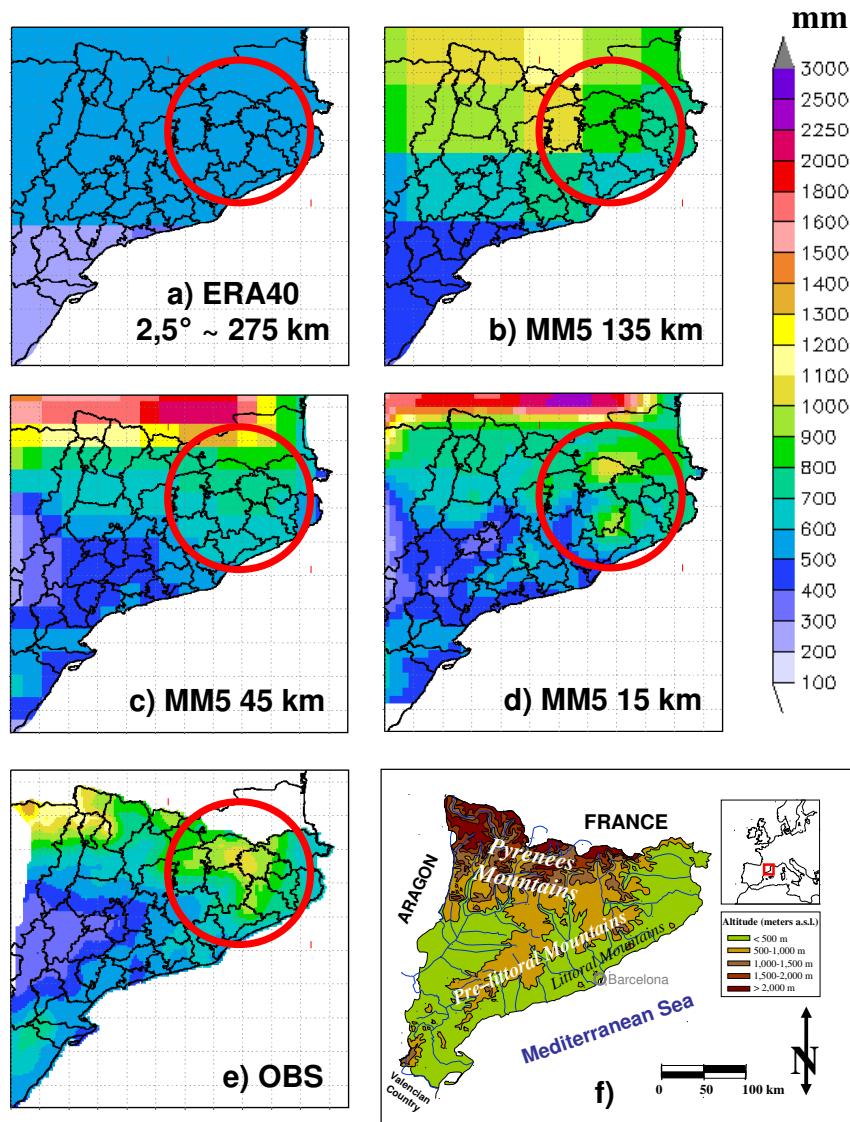 mm
3000
2500
2250
2000
1800
1600
1500
1400
1300
1200
1100
1000
900
800
700
600
500
400
300
200
100
a) ERA40
2,5° ~ 275 km
b) MM5 135 km
c) MM5 45 km
d) MM5 15 km
e) OBS
FRANCE
ARAGON
Pyrenees
Mountains
Pre-littoral Mountains
Littoral Mountains
Barcelona
Mediterranean Sea
Valencian
Country
f)
Altitude (meters a.s.l.)
< 500 m
500-1,000 m
1,000-1,500 m
1,500-2,000 m
> 2,000 m
N
0 50 100 km